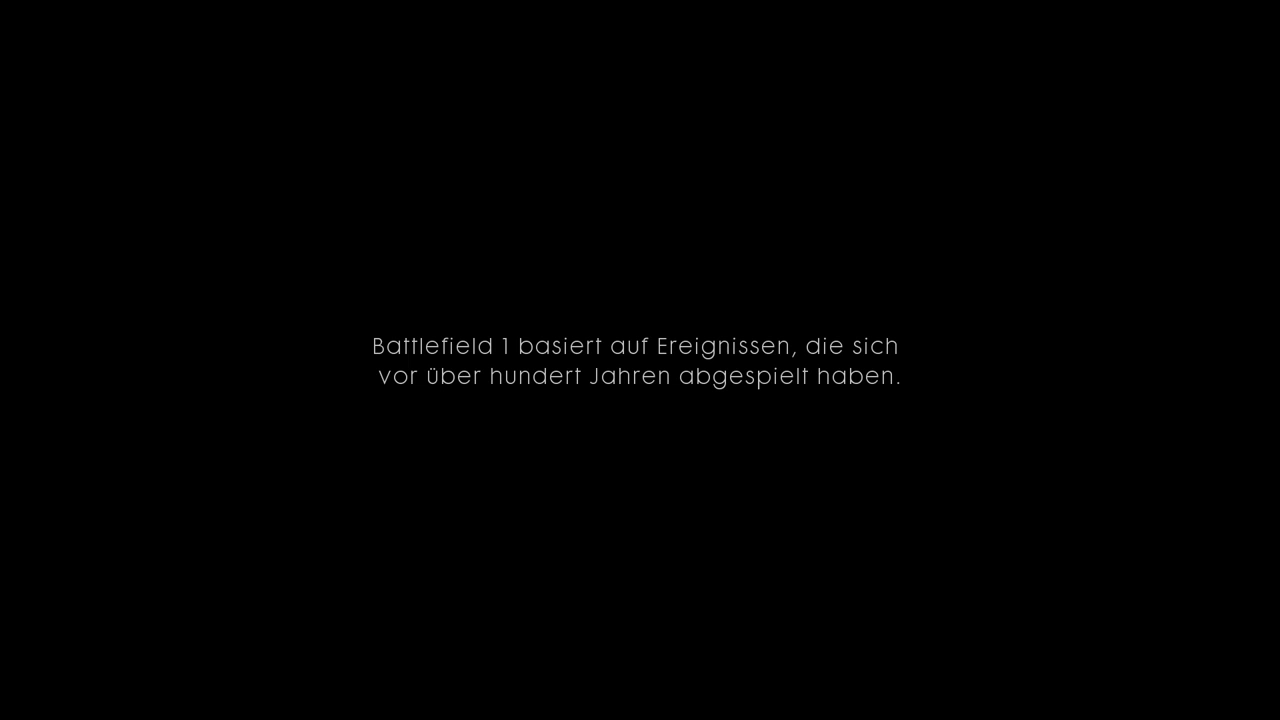 Battlefield 1 basiert auf Ereignissen, die sich
vor über hundert Jahren abgespielt haben.